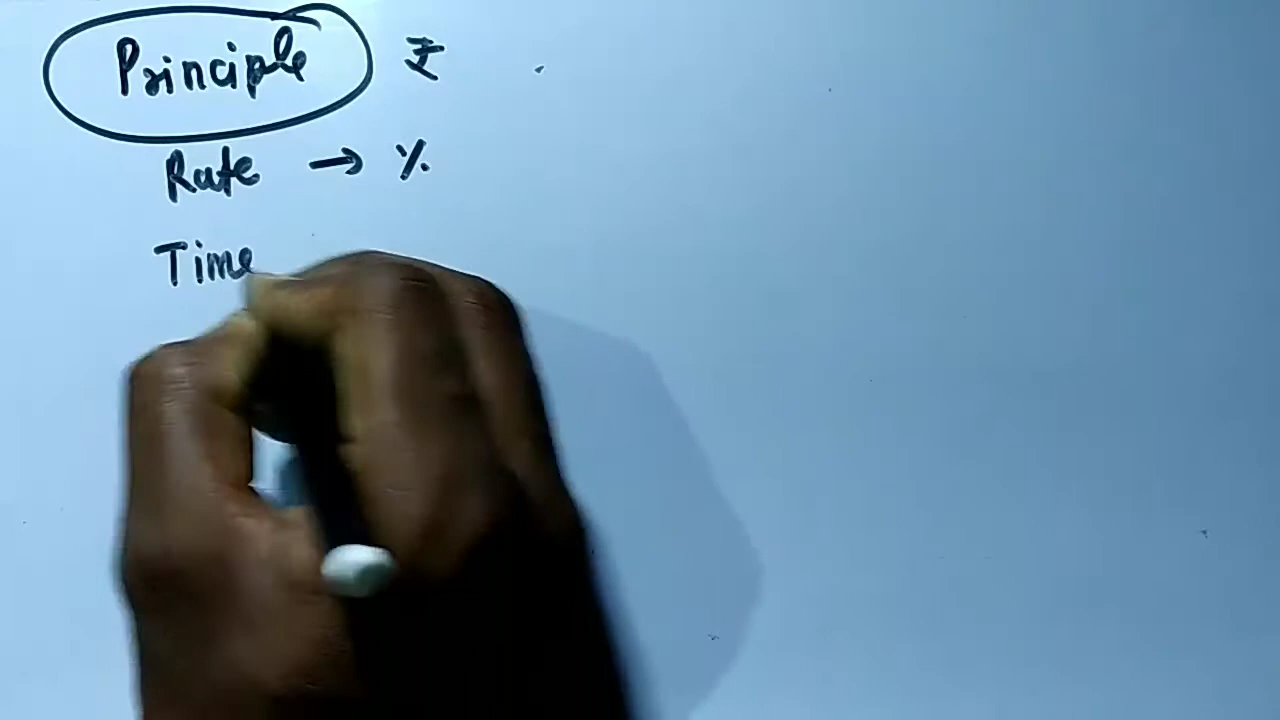 Principle ₹
Rate → %
Time